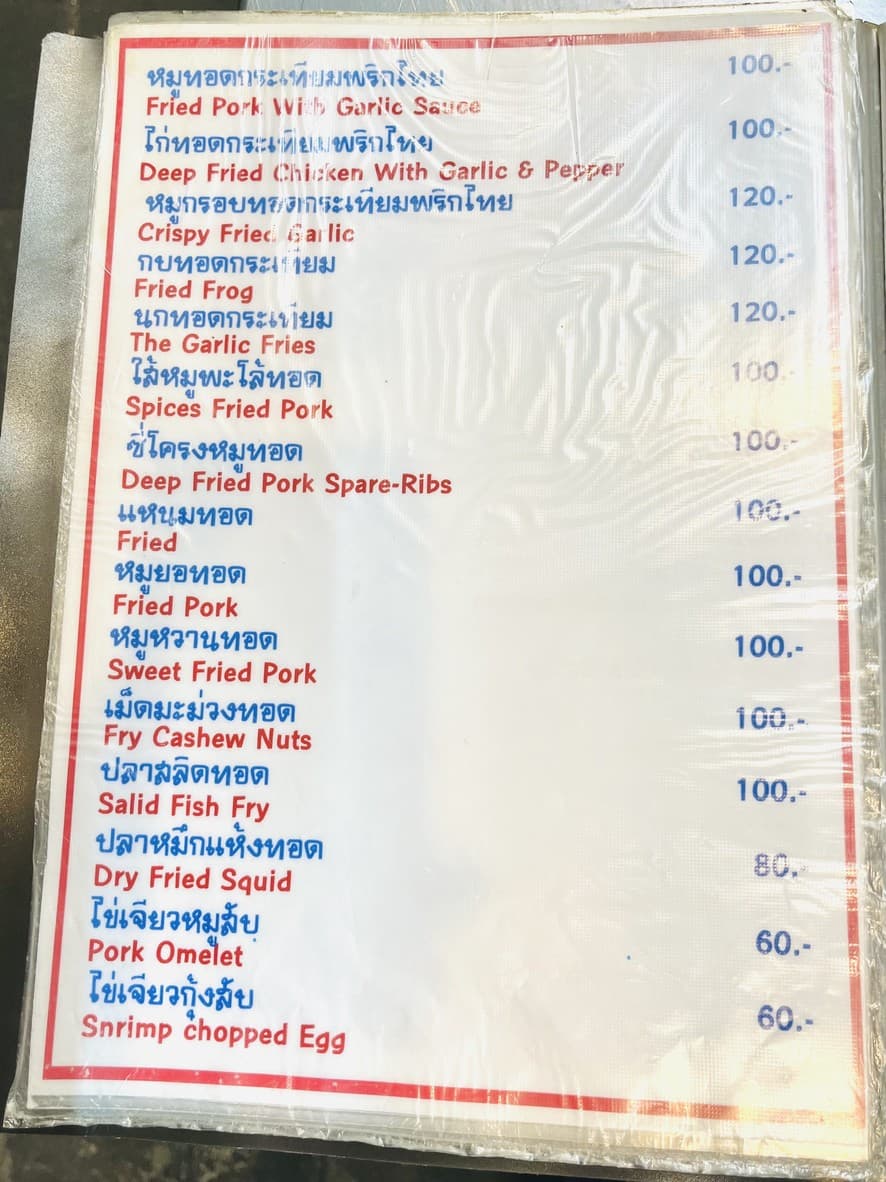 หมูทอดกระเทียมพริกไทย 100.-
Fried Pork With Garlic Sauce
ไก่ทอดกระเทียมพริกไทย 100.-
Deep Fried Chicken With Garlic & Pepper
หมูกรอบทอดกระเทียมพริกไทย 120.-
Crispy Fried Garlic
กบทอดกระเทียม 120.-
Fried Frog
นกทอดกระเทียม 120.-
The Garlic Fries
ไส้หมูพะโล้ทอด 100.-
Spices Fried Pork
ซี่โครงหมูทอด 100.-
Deep Fried Pork Spare-Ribs
แหนมทอด 100.-
Fried
หมูยอทอด 100.-
Fried Pork
หมูหวานทอด 100.-
Sweet Fried Pork
เม็ดมะม่วงทอด 100.-
Fry Cashew Nuts
ปลาสลิดทอด 100.-
Salid Fish Fry
ปลาหมึกแห้งทอด 80.-
Dry Fried Squid
ไข่เจียวหมูสับ 60.-
Pork Omelet
ไข่เจียวกุ้งสับ 60.-
Snrimp chopped Egg